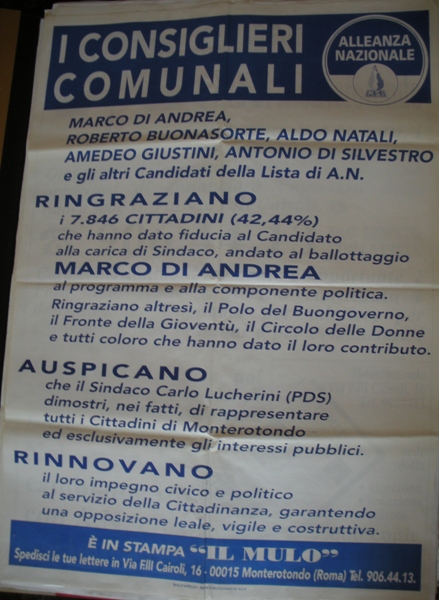 I CONSIGLIERI
COMUNALI
ALLEANZA
NAZIONALE
MARCO DI ANDREA,
ROBERTO BUONASORTE, ALDO NATALI,
AMEDEO GIUSTINI, ANTONIO DI SILVESTRO
e gli altri Candidati della Lista di A.N.
RINGRAZIANO
i 7.846 CITTADINI (42,44%)
che hanno dato fiducia al Candidato
alla carica di Sindaco, andato al ballottaggio
MARCO DI ANDREA
al programma e alla componente politica.
Ringraziano altresì, il Polo del Buongoverno,
il Fronte della Gioventù, il Circolo delle Donne
e tutti coloro che hanno dato il loro contributo.
AUSPICANO
che il Sindaco Carlo Lucherini (PDS)
dimostri, nei fatti, di rappresentare
tutti i Cittadini di Monterotondo
ed esclusivamente gli interessi pubblici.
RINNOVANO
il loro impegno civico e politico
al servizio della Cittadinanza, garantendo
una opposizione leale, vigile e costruttiva.
È IN STAMPA "IL MULO"
Spedisci le tue lettere in Via F.lli Cairoli, 16 - 00015 Monterotondo (Roma) Tel. 906.44.13.